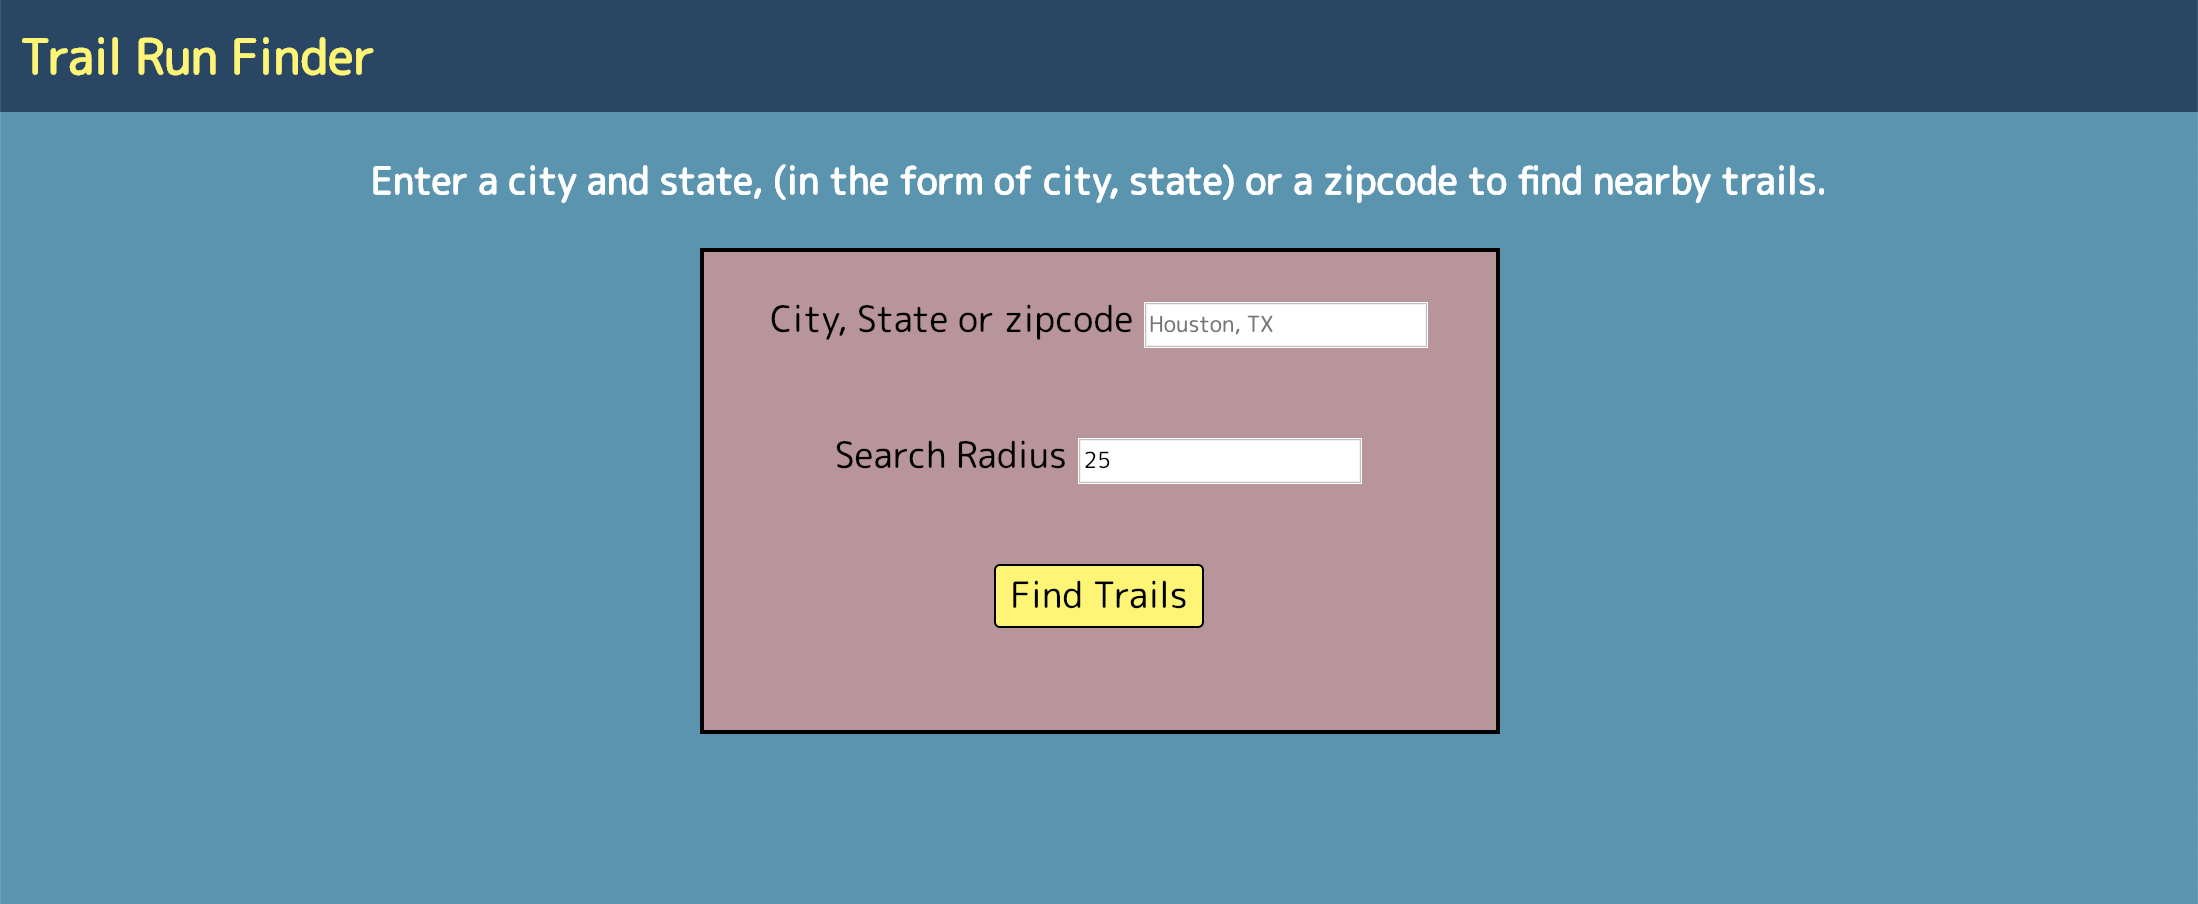 Trail Run Finder
Enter a city and state, (in the form of city, state) or a zipcode to find nearby trails.
City, State or zipcode Houston, TX
Search Radius 25
Find Trails